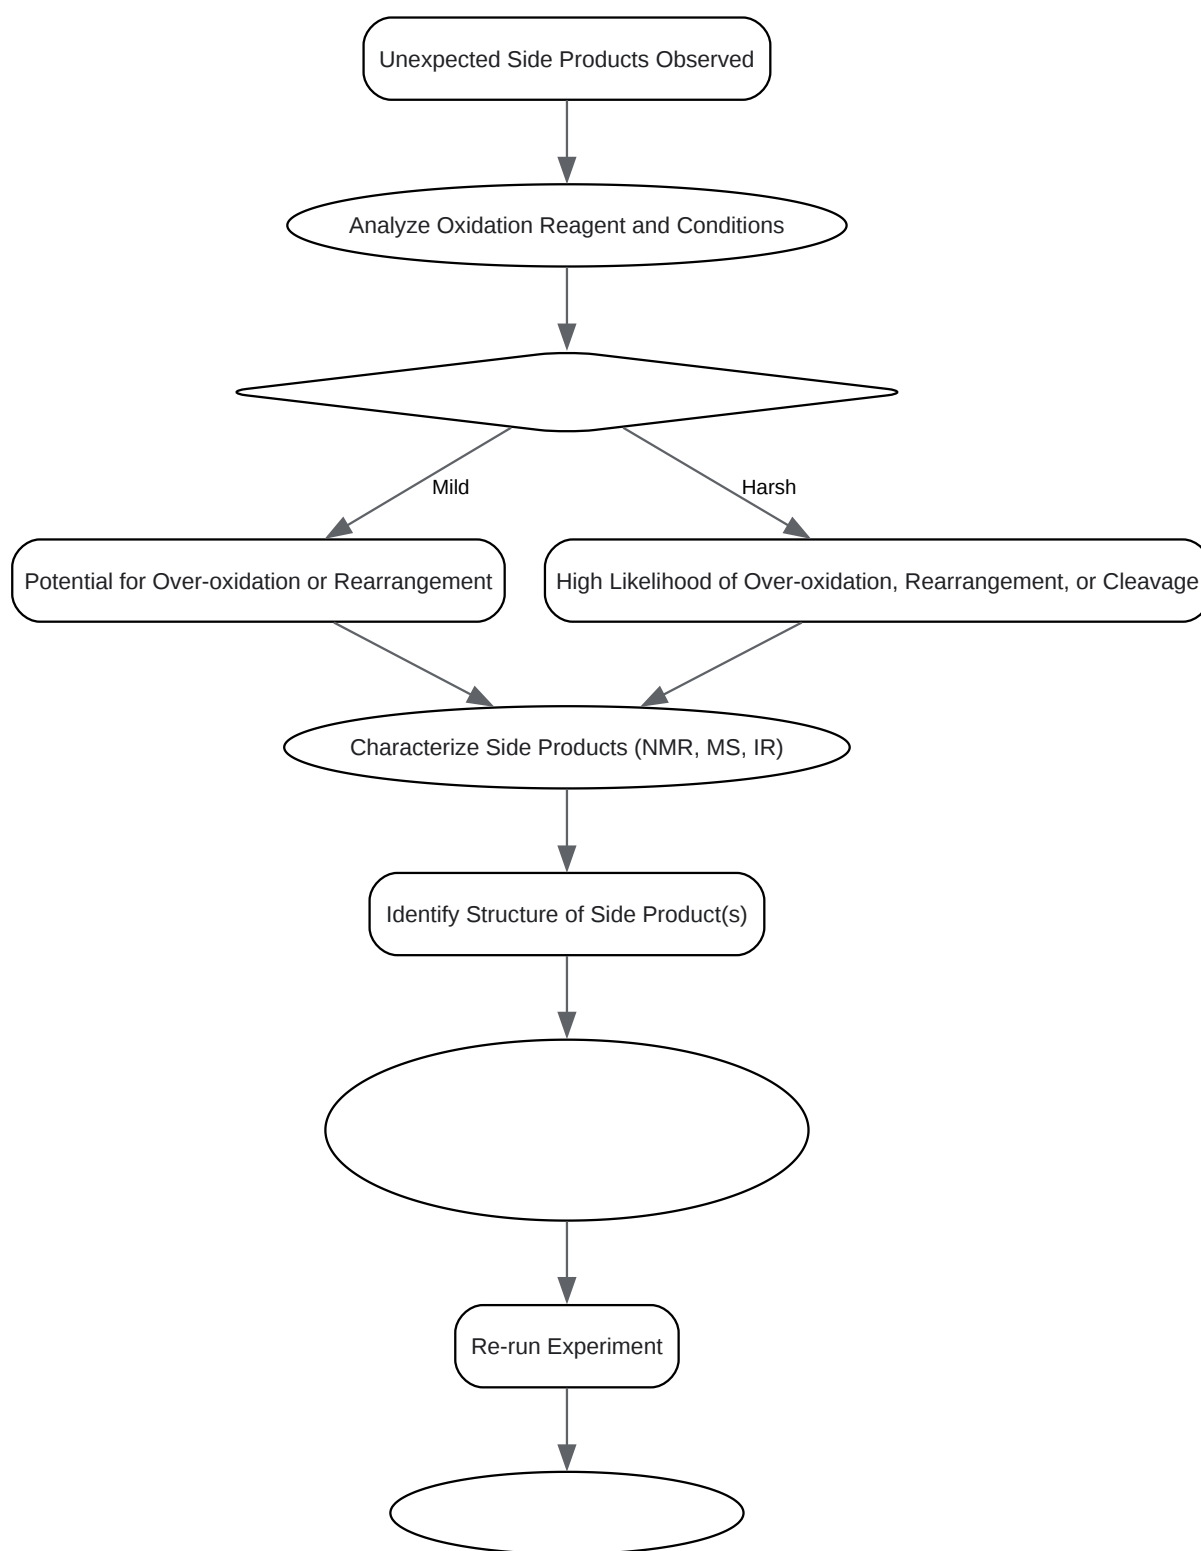 Unexpected Side Products Observed
Analyze Oxidation Reagent and Conditions
Mild
Harsh
Potential for Over-oxidation or Rearrangement
High Likelihood of Over-oxidation, Rearrangement, or Cleavage
Characterize Side Products (NMR, MS, IR)
Identify Structure of Side Product(s)
Re-run Experiment